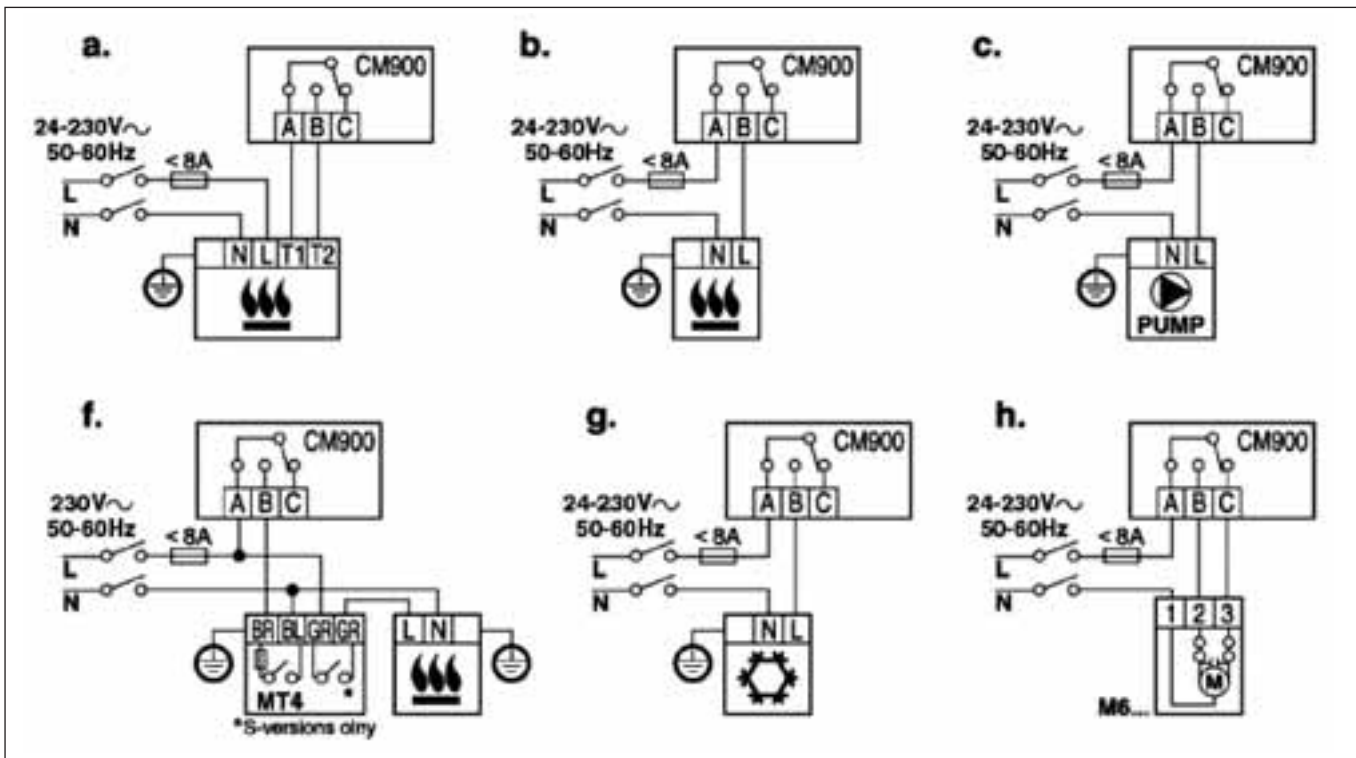 a.
CM900
A B C
24-230V~
50-60Hz
< 8A
L
N
N L T1 T2
b.
CM900
A B C
24-230V~
50-60Hz
< 8A
L
N
N L
c.
CM900
A B C
24-230V~
50-60Hz
< 8A
L
N
N L
PUMP
f.
CM900
A B C
230V~
50-60Hz
< 8A
L
N
BR BL GR GR
L N
MT4
*
*S-versions olny
g.
CM900
A B C
24-230V~
50-60Hz
< 8A
L
N
N L
h.
CM900
A B C
24-230V~
50-60Hz
< 8A
L
N
1 2 3
M
M6...